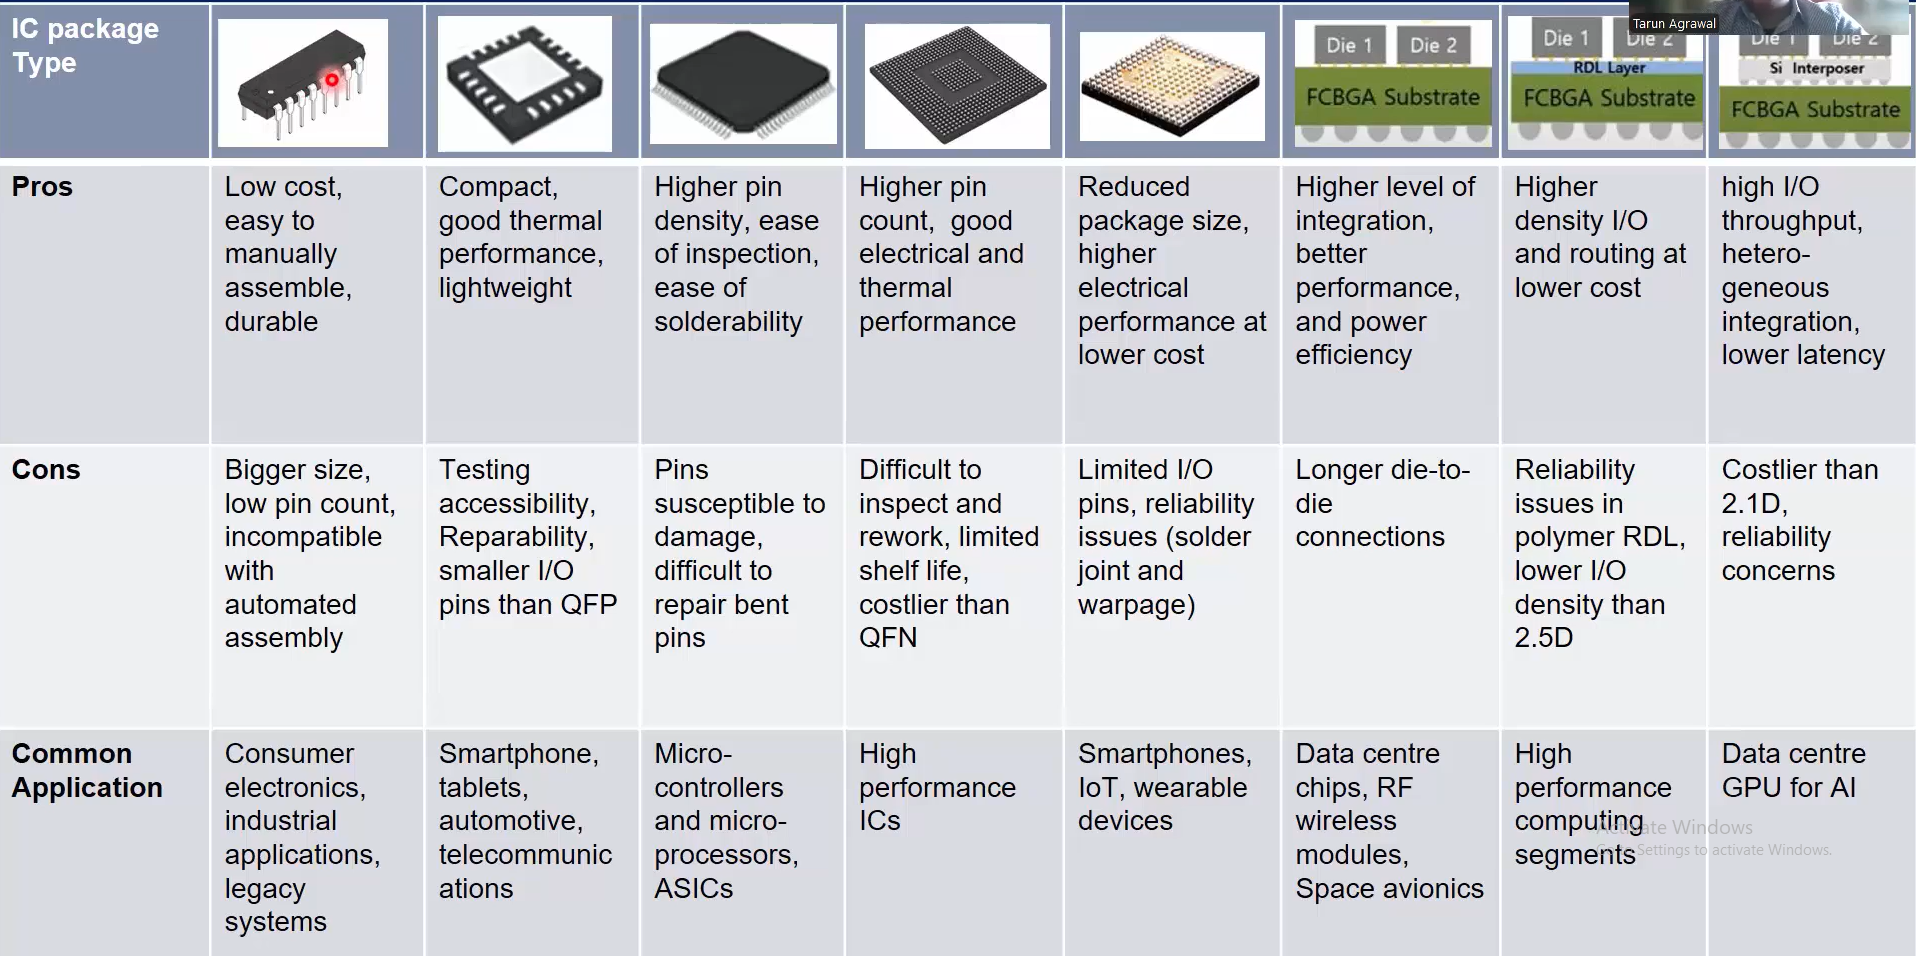 IC package
Type
Tarun Agrawal
Die 1
Die 2
FCBGA Substrate
Die 1
Die 2
RDL Layer
FCBGA Substrate
Die 1
Die 2
Si Interposer
FCBGA Substrate
Pros
Low cost,
easy to
manually
assemble,
durable
Compact,
good thermal
performance,
lightweight
Higher pin
density, ease
of inspection,
ease of
solderability
Higher pin
count, good
electrical and
thermal
performance
Reduced
package size,
higher
electrical
performance at
lower cost
Higher level of
integration,
better
performance,
and power
efficiency
Higher
density I/O
and routing at
lower cost
high I/O
throughput,
hetero-
geneous
integration,
lower latency
Cons
Bigger size,
low pin count,
incompatible
with
automated
assembly
Testing
accessibility,
Reparability,
smaller I/O
pins than QFP
Pins
susceptible to
damage,
difficult to
repair bent
pins
Difficult to
inspect and
rework, limited
shelf life,
costlier than
QFN
Limited I/O
pins, reliability
issues (solder
joint and
warpage)
Longer die-to-
die
connections
Reliability
issues in
polymer RDL,
lower I/O
density than
2.5D
Costlier than
2.1D,
reliability
concerns
Common
Application
Consumer
electronics,
industrial
applications,
legacy
systems
Smartphone,
tablets,
automotive,
telecommunic
ations
Micro-
controllers
and micro-
processors,
ASICs
High
performance
ICs
Smartphones,
IoT, wearable
devices
Data centre
chips, RF
wireless
modules,
Space avionics
High
performance
computing
segments
Data centre
GPU for AI
Activate Windows
Go to Settings to activate Windows.